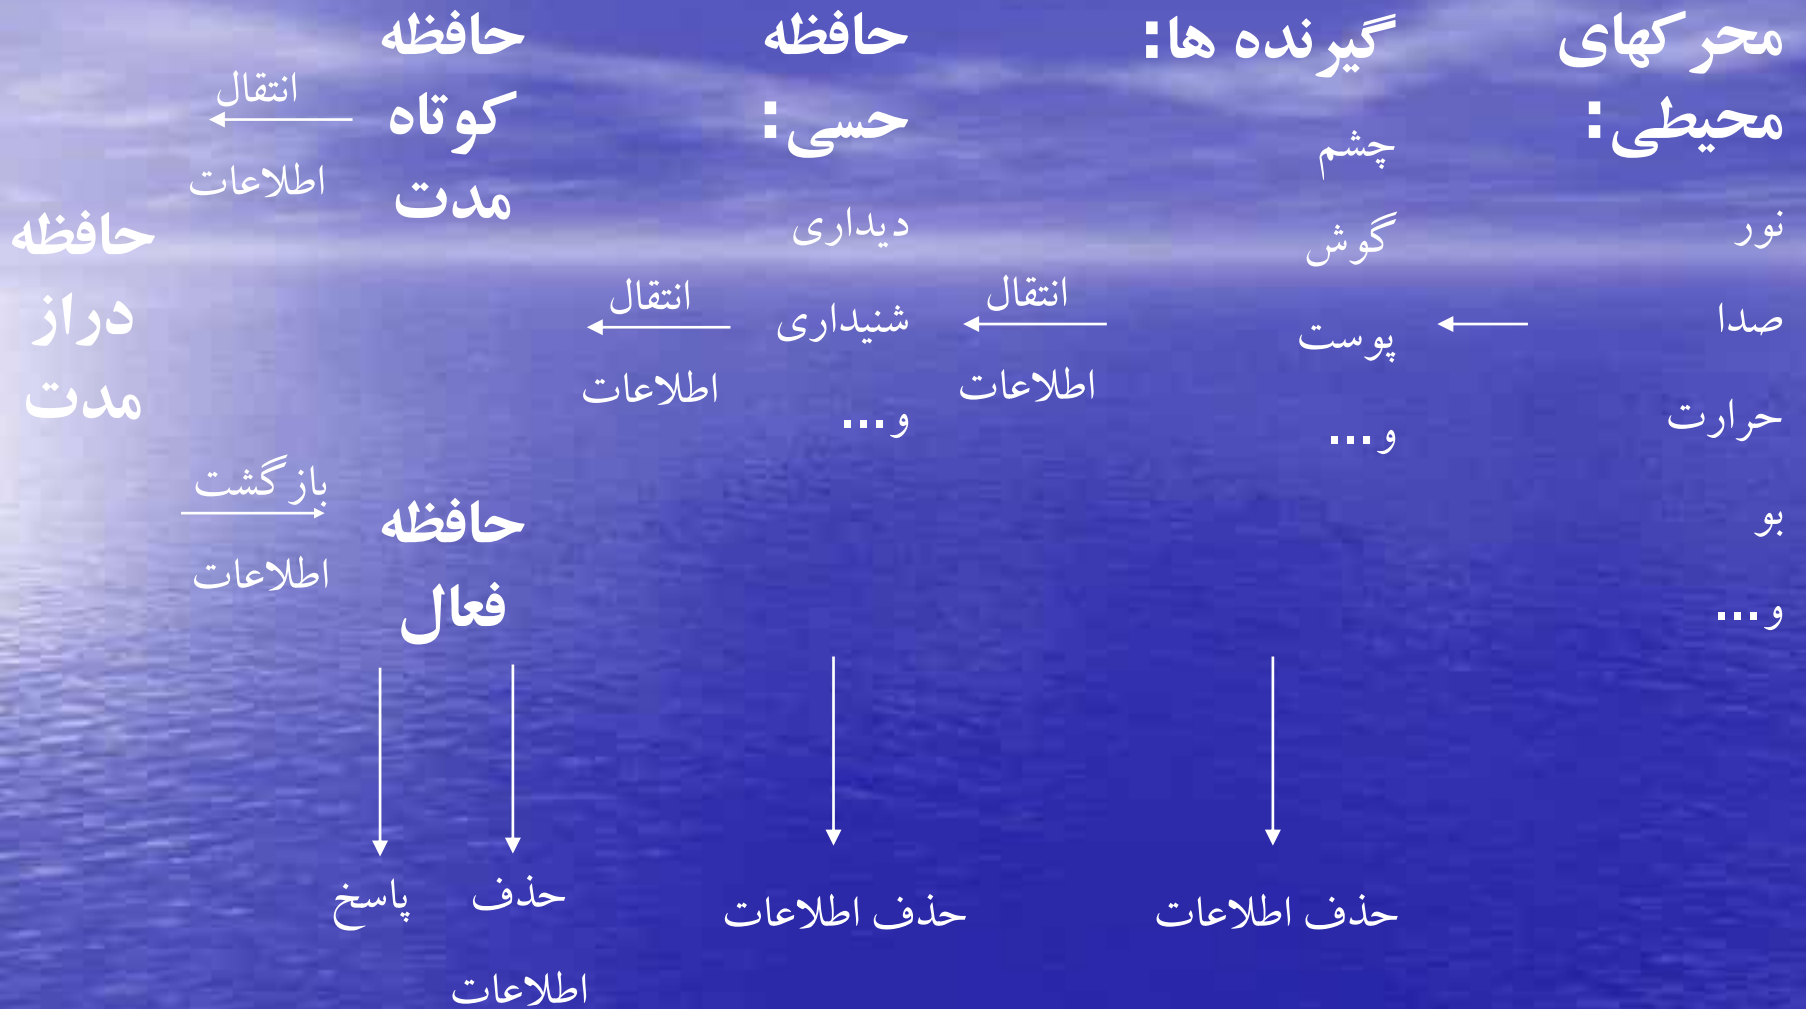 محرکهای
محیطی:
نور
صدا
حرارت
بو
و...
گیرنده ها:
چشم
گوش
پوست
و...
انتقال
اطلاعات
حافظه
حسی:
دیداری
شنیداری
و...
انتقال
اطلاعات
حافظه
کوتاه
مدت
انتقال
اطلاعات
حافظه
دراز
مدت
بازگشت
اطلاعات
حافظه
فعال
حذف اطلاعات
حذف اطلاعات
حذف
اطلاعات
پاسخ